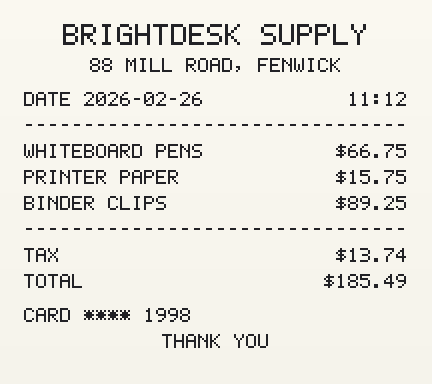 BRIGHTDESK SUPPLY
88 MILL ROAD, FENWICK
DATE 2026-02-26 11:12
--------------------------------
WHITEBOARD PENS $66.75
PRINTER PAPER $15.75
BINDER CLIPS $89.25
--------------------------------
TAX $13.74
TOTAL $185.49
CARD **** 1998
THANK YOU